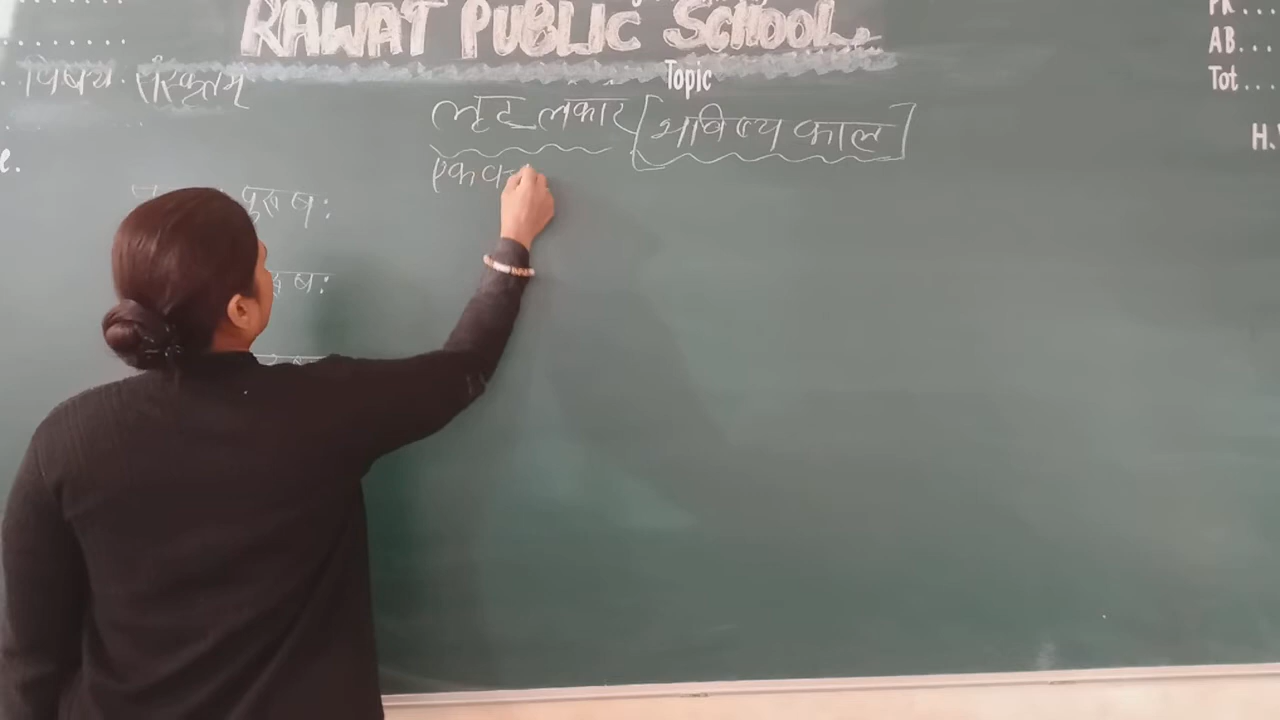 RAWAT PUBLIC SCHOOL
PR...
AB...
Tot...
विषय. संस्कृतम्
Topic
लृट लकार [भविष्य काल]
H.
एकव
पुरुष:
ष: